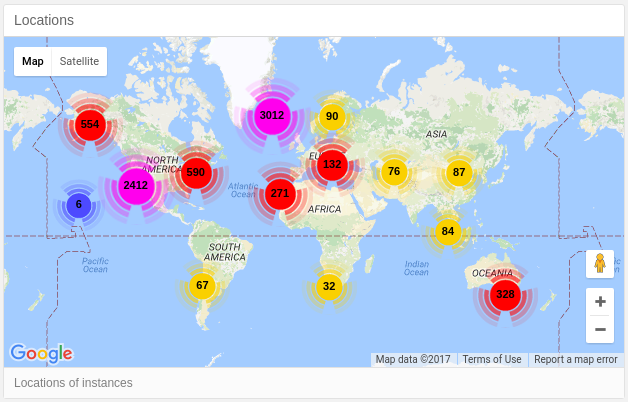 Locations
Map
Satellite
554
3012
90
ASIA
NORTH
AMERICA
590
EU
132
76
87
2412
6
Atlantic
Ocean
271
AFRICA
84
Pacific
Ocean
SOUTH
AMERICA
Indian
Ocean
OCEANIA
67
32
328
+
−
Google
Map data ©2017
Terms of Use
Report a map error
Locations of instances